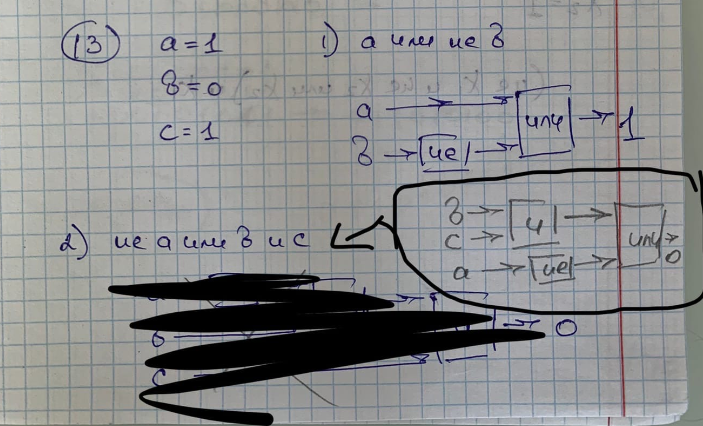 13 a=1 1) a или не в
в=0
c=1
a → или → 1
в → не →
2) не a или в и с
в → и → или → 0
c →
a → не →
→ 0
в
c